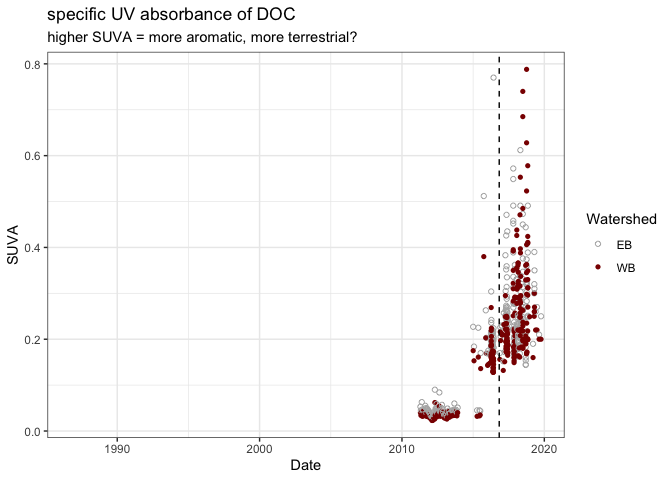 specific UV absorbance of DOC
higher SUVA = more aromatic, more terrestrial?
0.8
0.6
0.4
0.2
0.0
SUVA
1990
2000
2010
2020
Date
Watershed
EB
WB